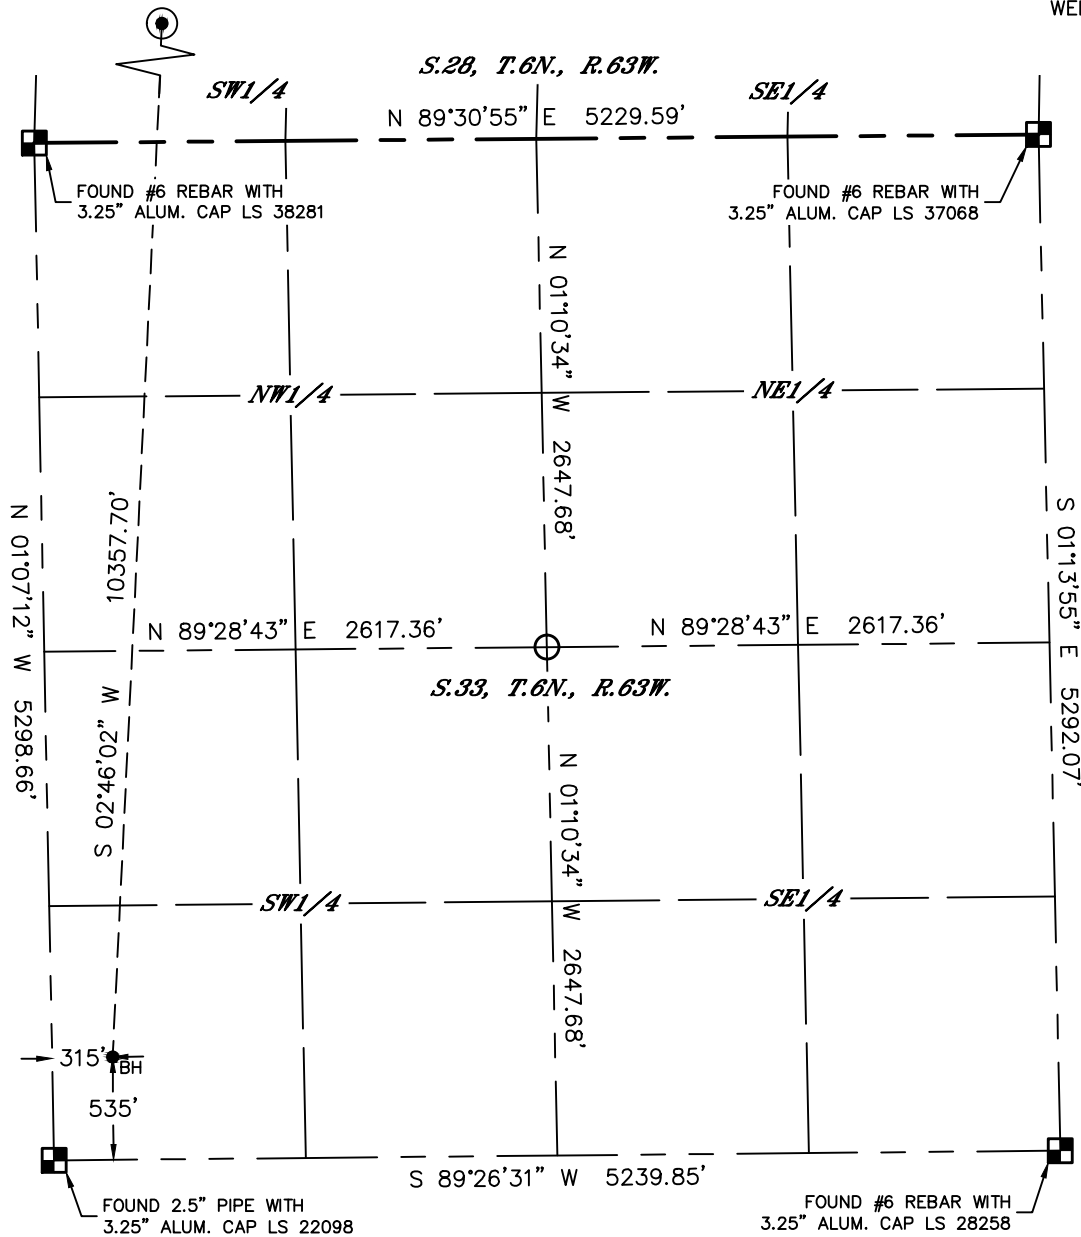 WEL
S.28, T.6N., R.63W.
SW1/4
SE1/4
N 89°30'55" E 5229.59'
FOUND #6 REBAR WITH
3.25" ALUM. CAP LS 38281
FOUND #6 REBAR WITH
3.25" ALUM. CAP LS 37068
N 01°10'34" W 2647.68'
NW1/4
NE1/4
N 01°07'12" W 5298.66'
S 02°46'02" W 10357.70'
S 01°13'55" E 5292.07'
N 89°28'43" E 2617.36'
N 89°28'43" E 2617.36'
S.33, T.6N., R.63W.
N 01°10'34" W 2647.68'
SW1/4
SE1/4
315'
BH
535'
S 89°26'31" W 5239.85'
FOUND 2.5" PIPE WITH
3.25" ALUM. CAP LS 22098
FOUND #6 REBAR WITH
3.25" ALUM. CAP LS 28258